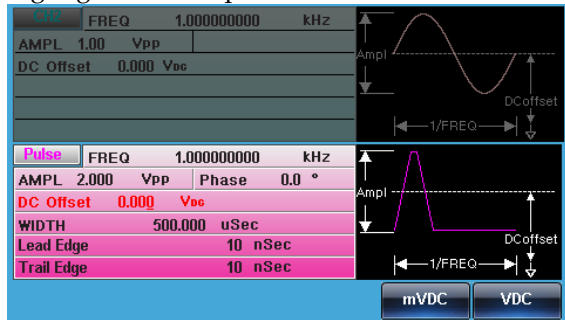 CH2 FREQ 1.000000000 kHz
AMPL 1.00 Vpp
DC Offset 0.000 VDC
Ampl
DCoffset
1/FREQ
Pulse FREQ 1.000000000 kHz
AMPL 2.000 Vpp Phase 0.0 °
DC Offset 0.000 VDC
WIDTH 500.000 uSec
Lead Edge 10 nSec
Trail Edge 10 nSec
Ampl
DCoffset
1/FREQ
mVDC VDC